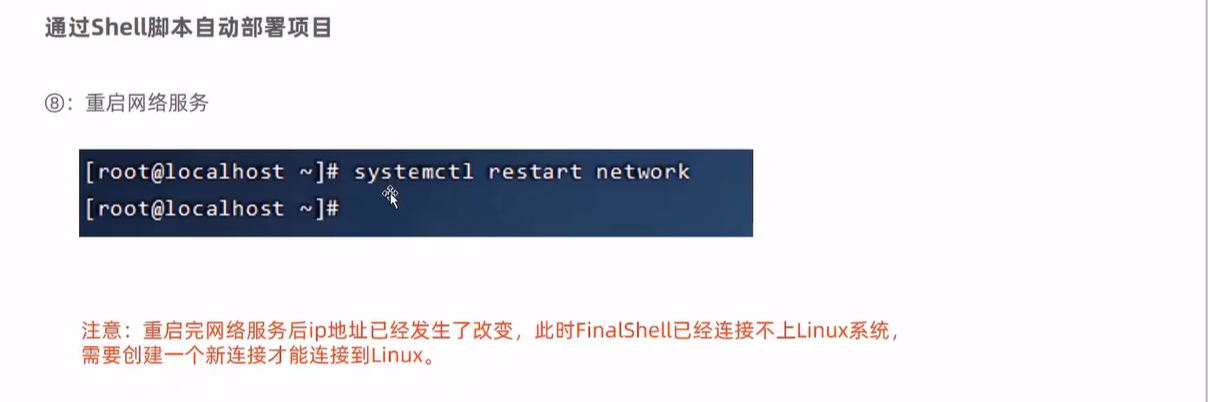 通过Shell脚本自动部署项目
⑧：重启网络服务
[root@localhost ~]# systemctl restart network
[root@localhost ~]#
注意：重启完网络服务后ip地址已经发生了改变，此时FinalShell已经连接不上Linux系统，
需要创建一个新连接才能连接到Linux。